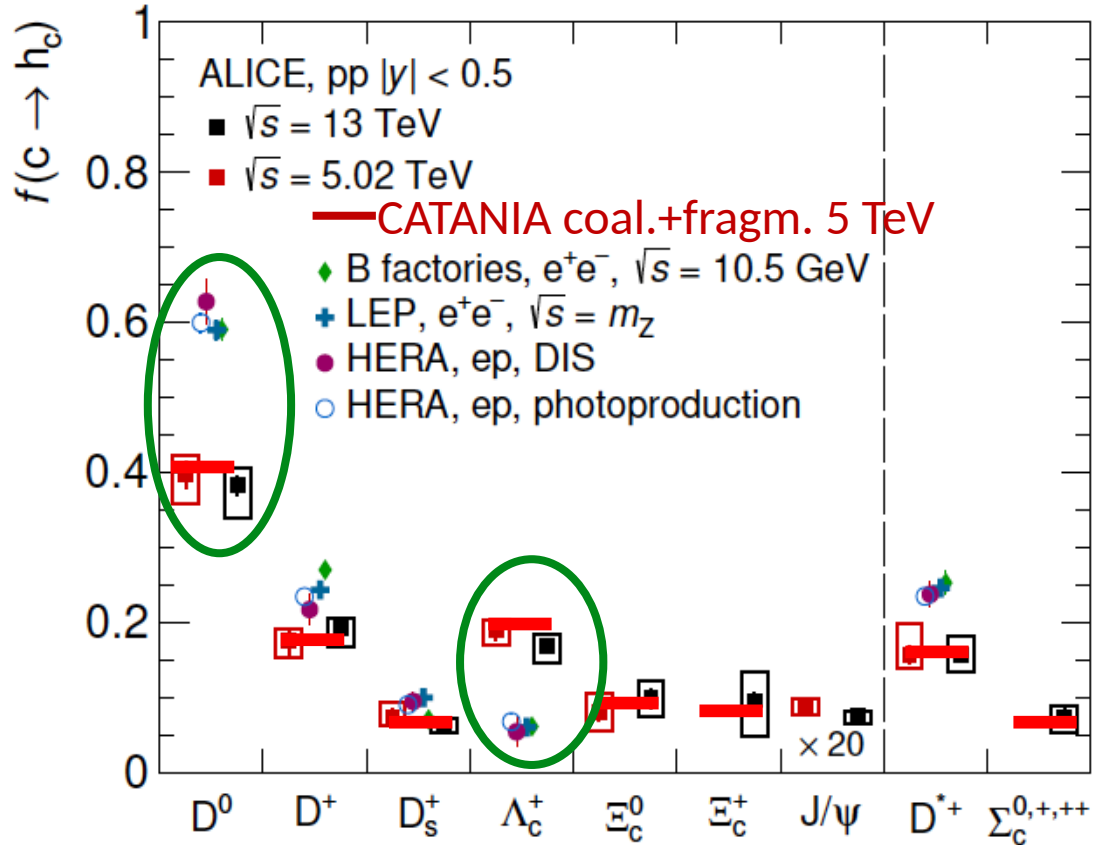 f(c → h_c)
1
0.8
0.6
0.4
0.2
0
ALICE, pp |y| < 0.5
√s = 13 TeV
√s = 5.02 TeV
CATANIA coal.+fragm. 5 TeV
B factories, e⁺e⁻, √s = 10.5 GeV
LEP, e⁺e⁻, √s = m_Z
HERA, ep, DIS
HERA, ep, photoproduction
× 20
D⁰ D⁺ D_s⁺ Λ_c⁺ Ξ_c⁰ Ξ_c⁺ J/ψ D*⁺ Σ_c^{0,+,++}